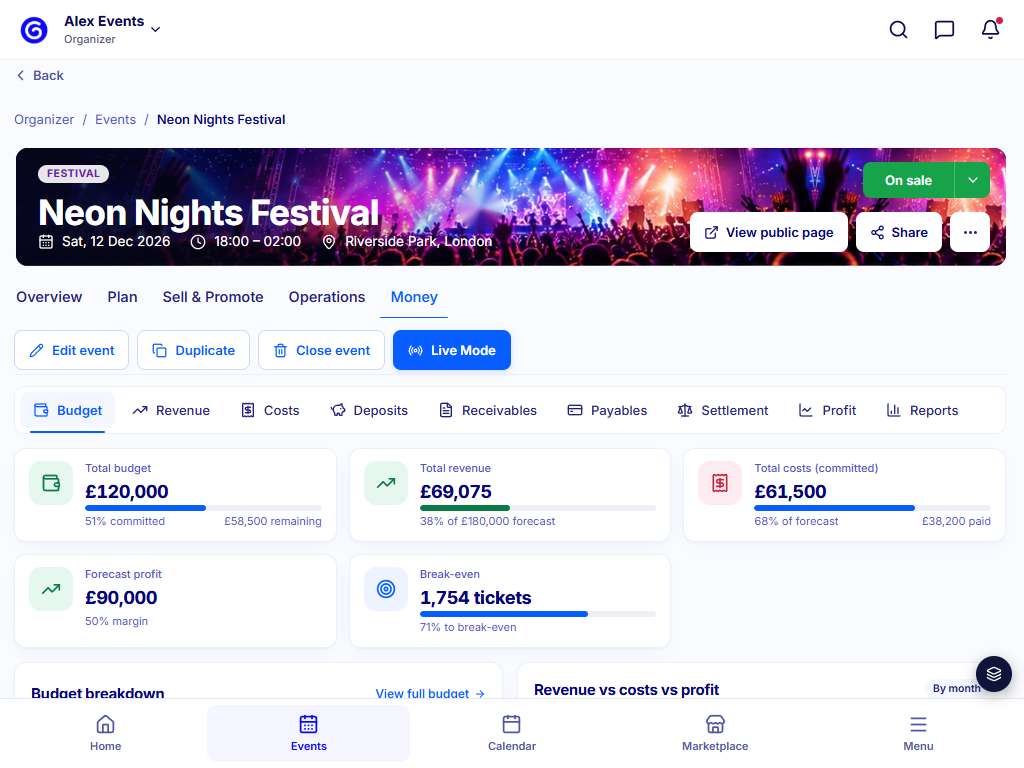 Alex Events
Organizer
Back
Organizer / Events / Neon Nights Festival
FESTIVAL
On sale
Neon Nights Festival
Sat, 12 Dec 2026 18:00 – 02:00 Riverside Park, London
View public page
Share
Overview Plan Sell & Promote Operations Money
Edit event Duplicate Close event Live Mode
Budget Revenue Costs Deposits Receivables Payables Settlement Profit Reports
Total budget
£120,000
51% committed £58,500 remaining
Total revenue
£69,075
38% of £180,000 forecast
Total costs (committed)
£61,500
68% of forecast £38,200 paid
Forecast profit
£90,000
50% margin
Break-even
1,754 tickets
71% to break-even
Budget breakdown View full budget →
Revenue vs costs vs profit By month
Home Events Calendar Marketplace Menu